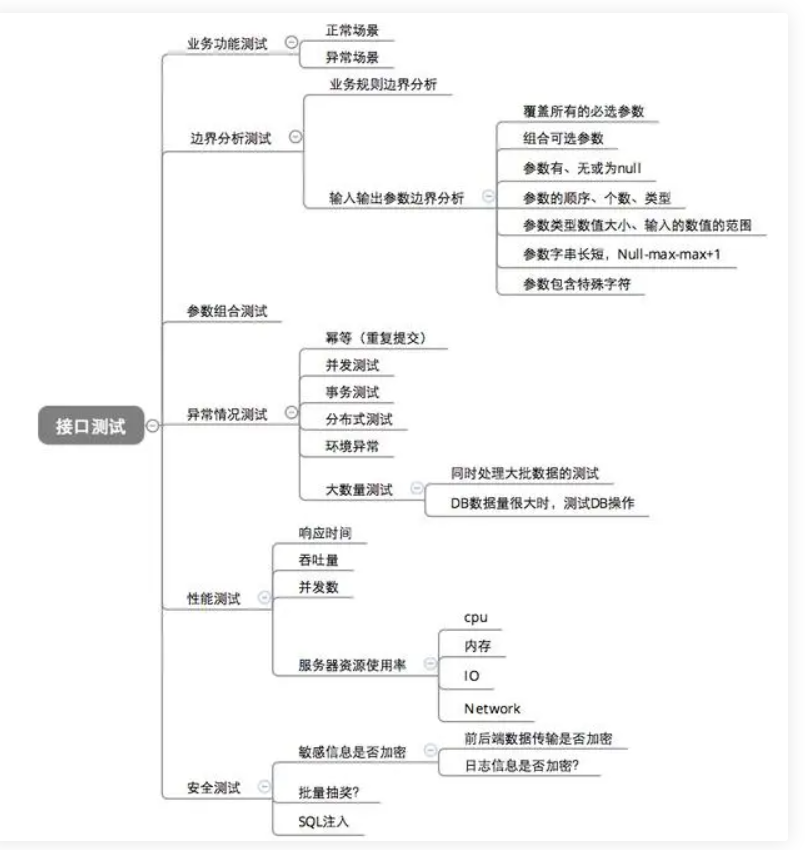 业务功能测试
正常场景
异常场景
边界分析测试
业务规则边界分析
输入输出参数边界分析
覆盖所有的必选参数
组合可选参数
参数有、无或为null
参数的顺序、个数、类型
参数类型数值大小、输入的数值的范围
参数字串长短，Null-max-max+1
参数包含特殊字符
参数组合测试
接口测试
异常情况测试
幂等（重复提交）
并发测试
事务测试
分布式测试
环境异常
大数量测试
同时处理大批数据的测试
DB数据量很大时，测试DB操作
性能测试
响应时间
吞吐量
并发数
服务器资源使用率
cpu
内存
IO
Network
安全测试
敏感信息是否加密
前后端数据传输是否加密
日志信息是否加密?
批量抽奖?
SQL注入